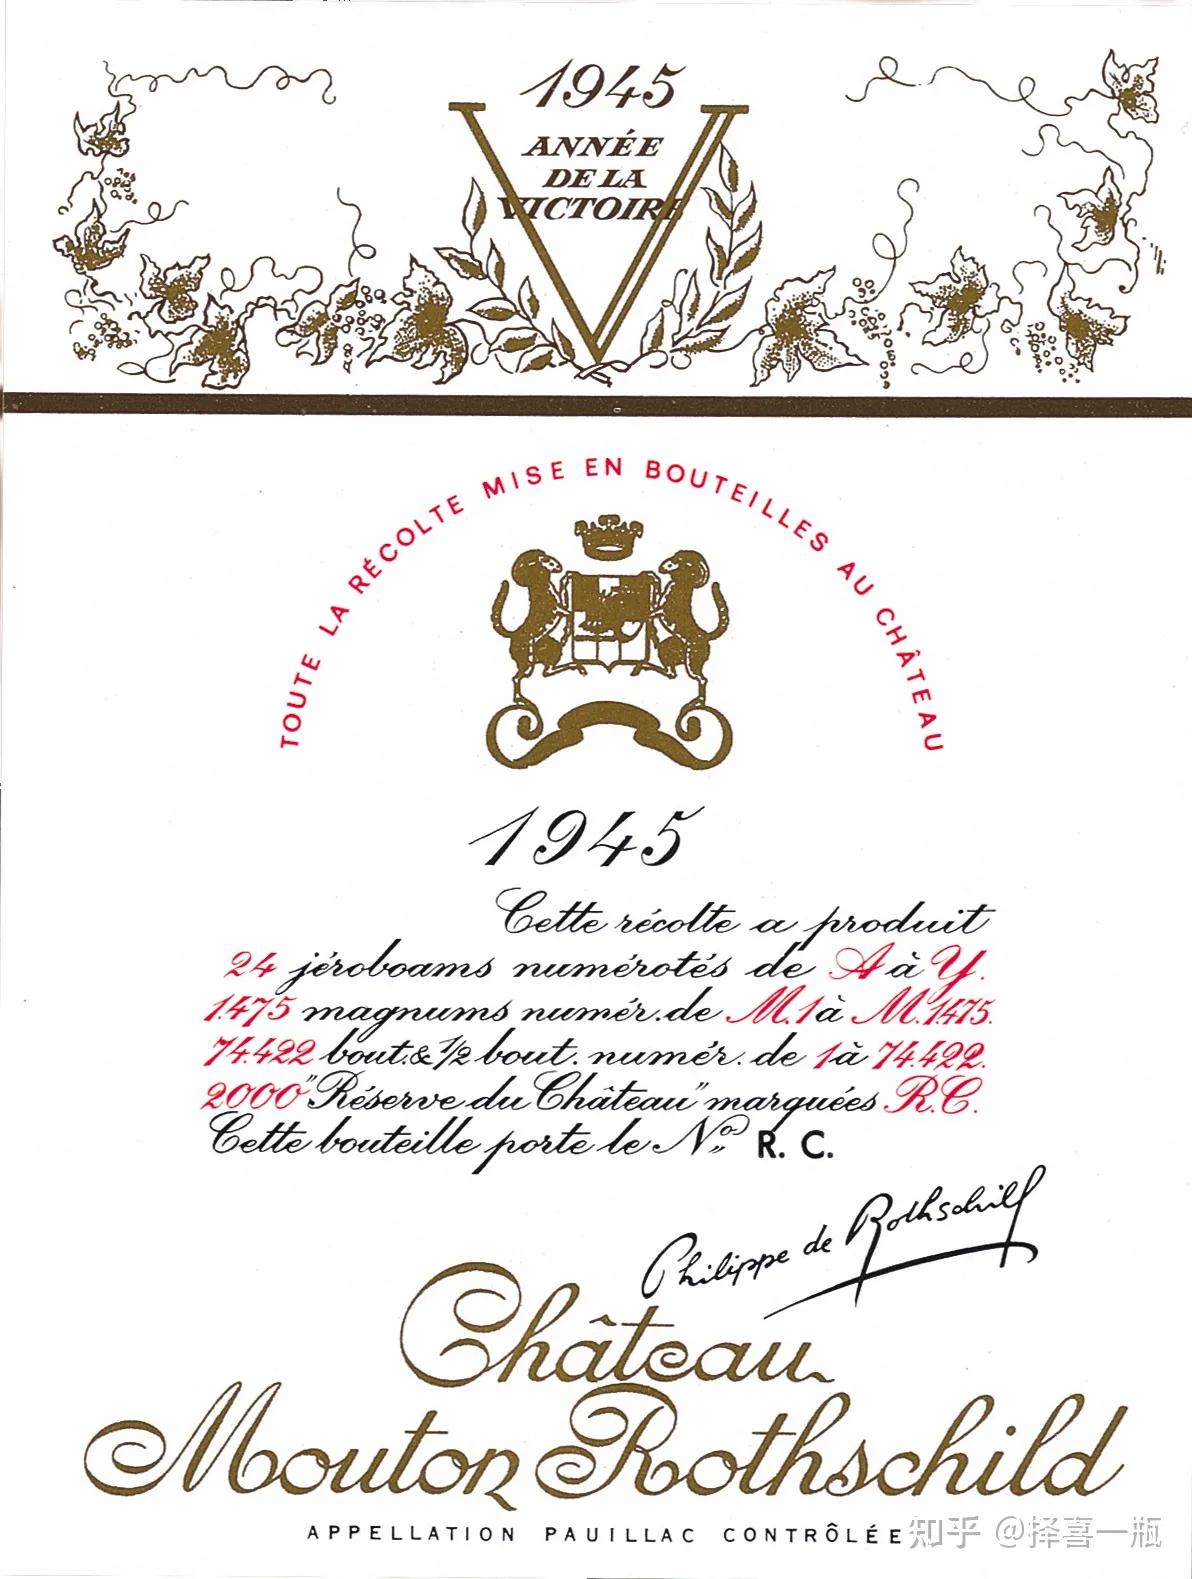 1945
ANNÉE
DE LA
VICTOIRE
TOUTE LA RÉCOLTE MISE EN BOUTEILLES AU CHÂTEAU
1945
Cette récolte a produit
24 jéroboams numérotés de A à Y.
1.475 magnums numér. de M.1 à M.1475.
74.422 bout. & 1/2 bout. numér. de 1 à 74.422.
2000 "Réserve du Château" marquées R.C.
Cette bouteille porte le No R. C.
Philippe de Rothschild
Château
Mouton Rothschild
APPELLATION PAUILLAC CONTRÔLÉE
知乎 @择喜一瓶